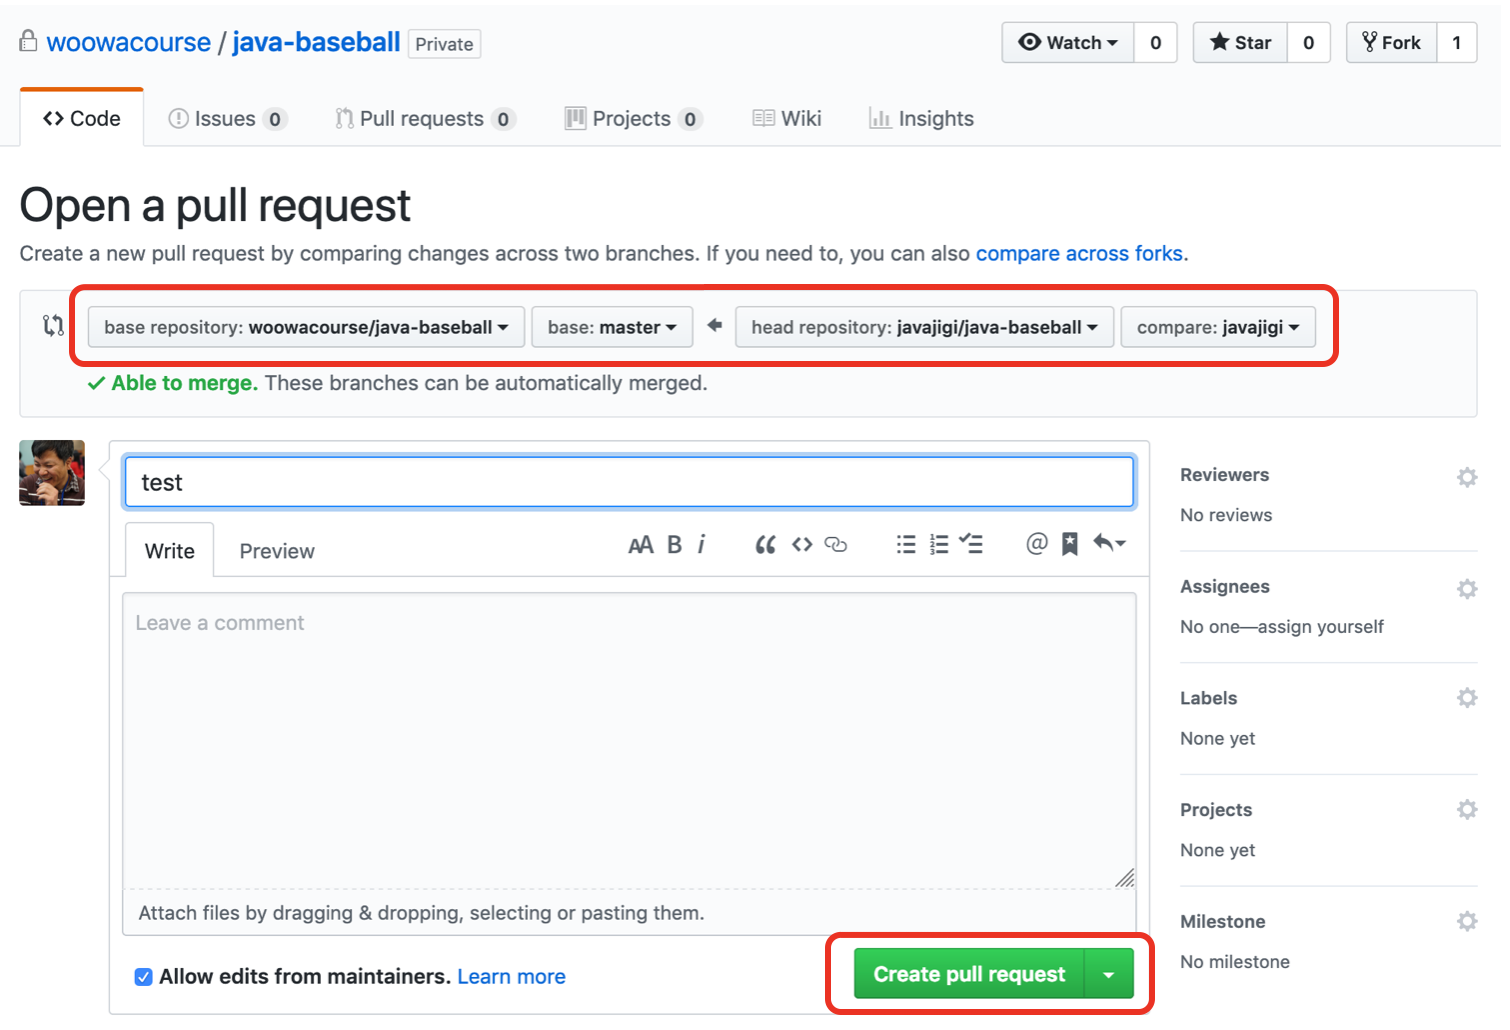 woowacourse / java-baseball Private Watch 0 Star 0 Fork 1
Code Issues 0 Pull requests 0 Projects 0 Wiki Insights
Open a pull request
Create a new pull request by comparing changes across two branches. If you need to, you can also compare across forks.
base repository: woowacourse/java-baseball base: master head repository: javajigi/java-baseball compare: javajigi
Able to merge. These branches can be automatically merged.
test
Write Preview
Leave a comment
Attach files by dragging & dropping, selecting or pasting them.
Allow edits from maintainers. Learn more
Create pull request
Reviewers
No reviews
Assignees
No one—assign yourself
Labels
None yet
Projects
None yet
Milestone
No milestone